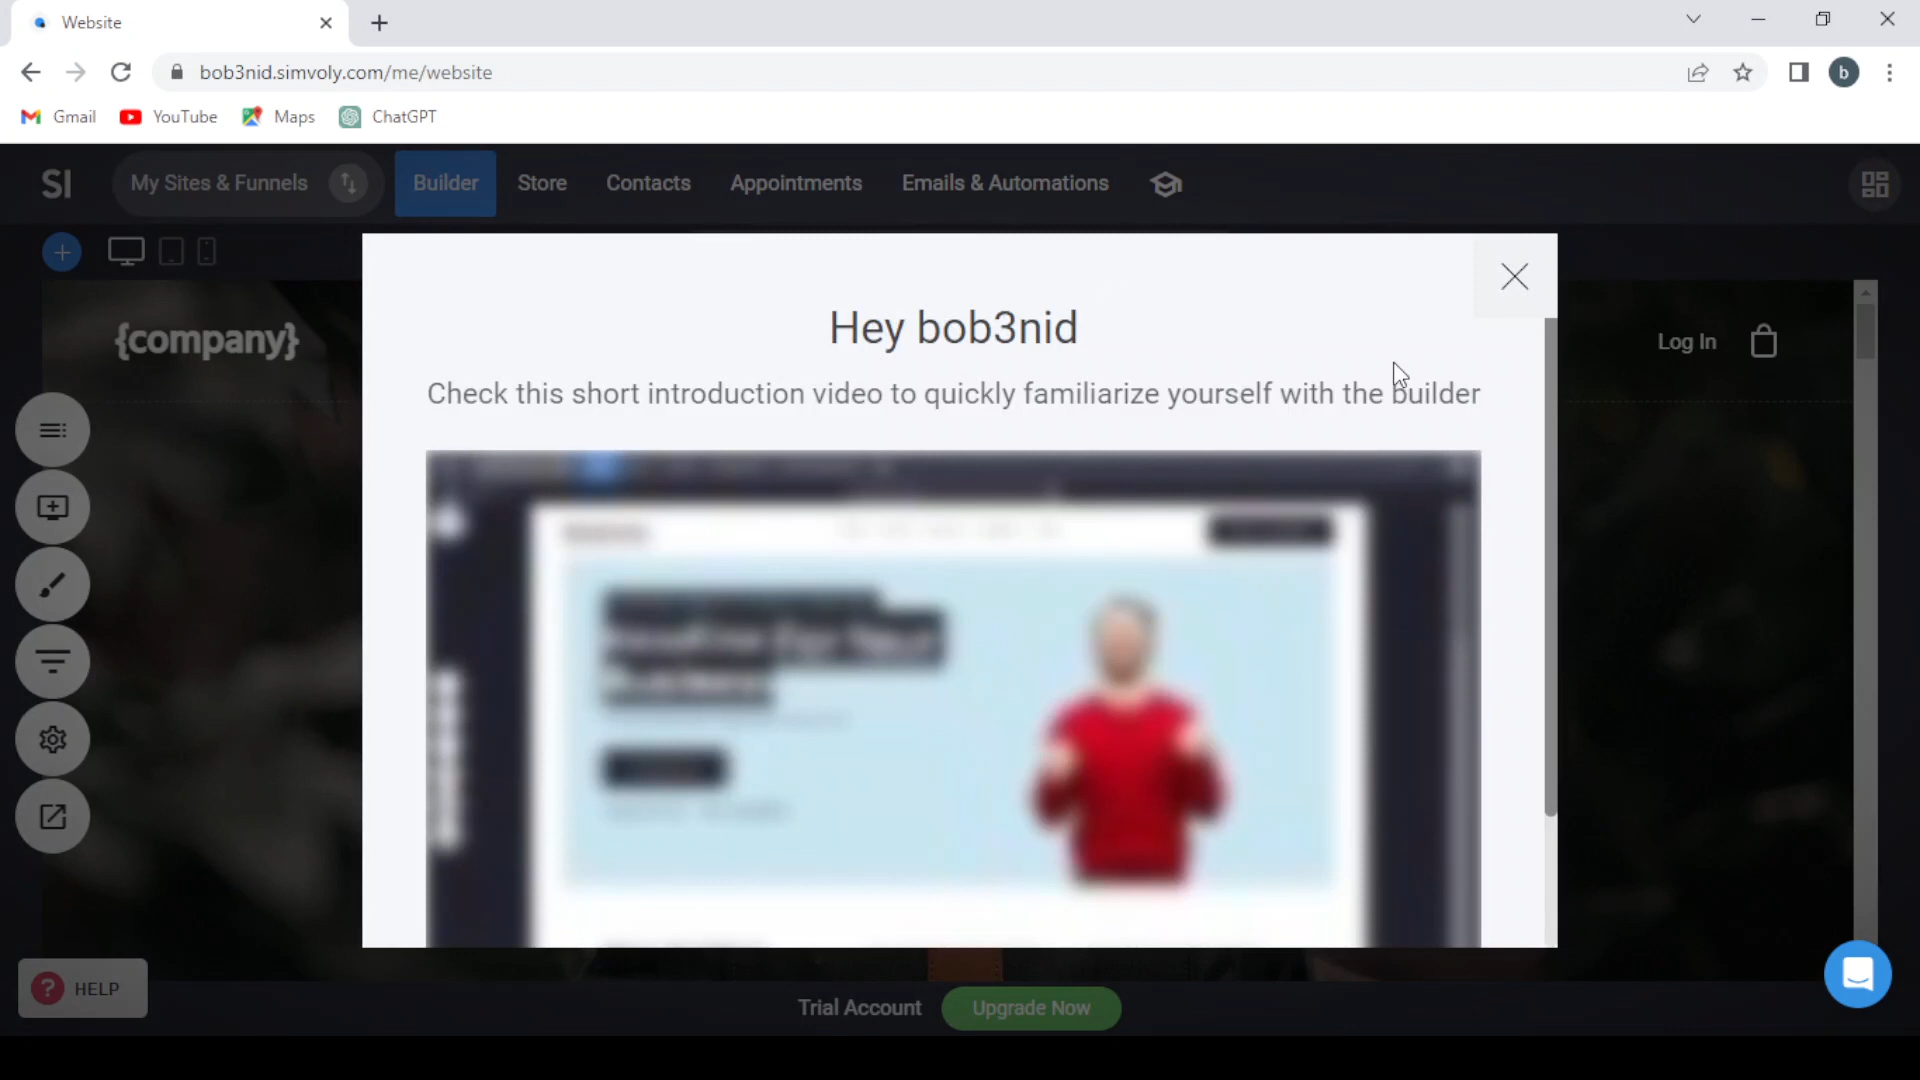 Website
bob3nid.simvoly.com/me/website
b
Gmail YouTube Maps ChatGPT
SI My Sites & Funnels Builder Store Contacts Appointments Emails & Automations
{company}
Log In
Hey bob3nid
Check this short introduction video to quickly familiarize yourself with the builder
? HELP
Trial Account Upgrade Now